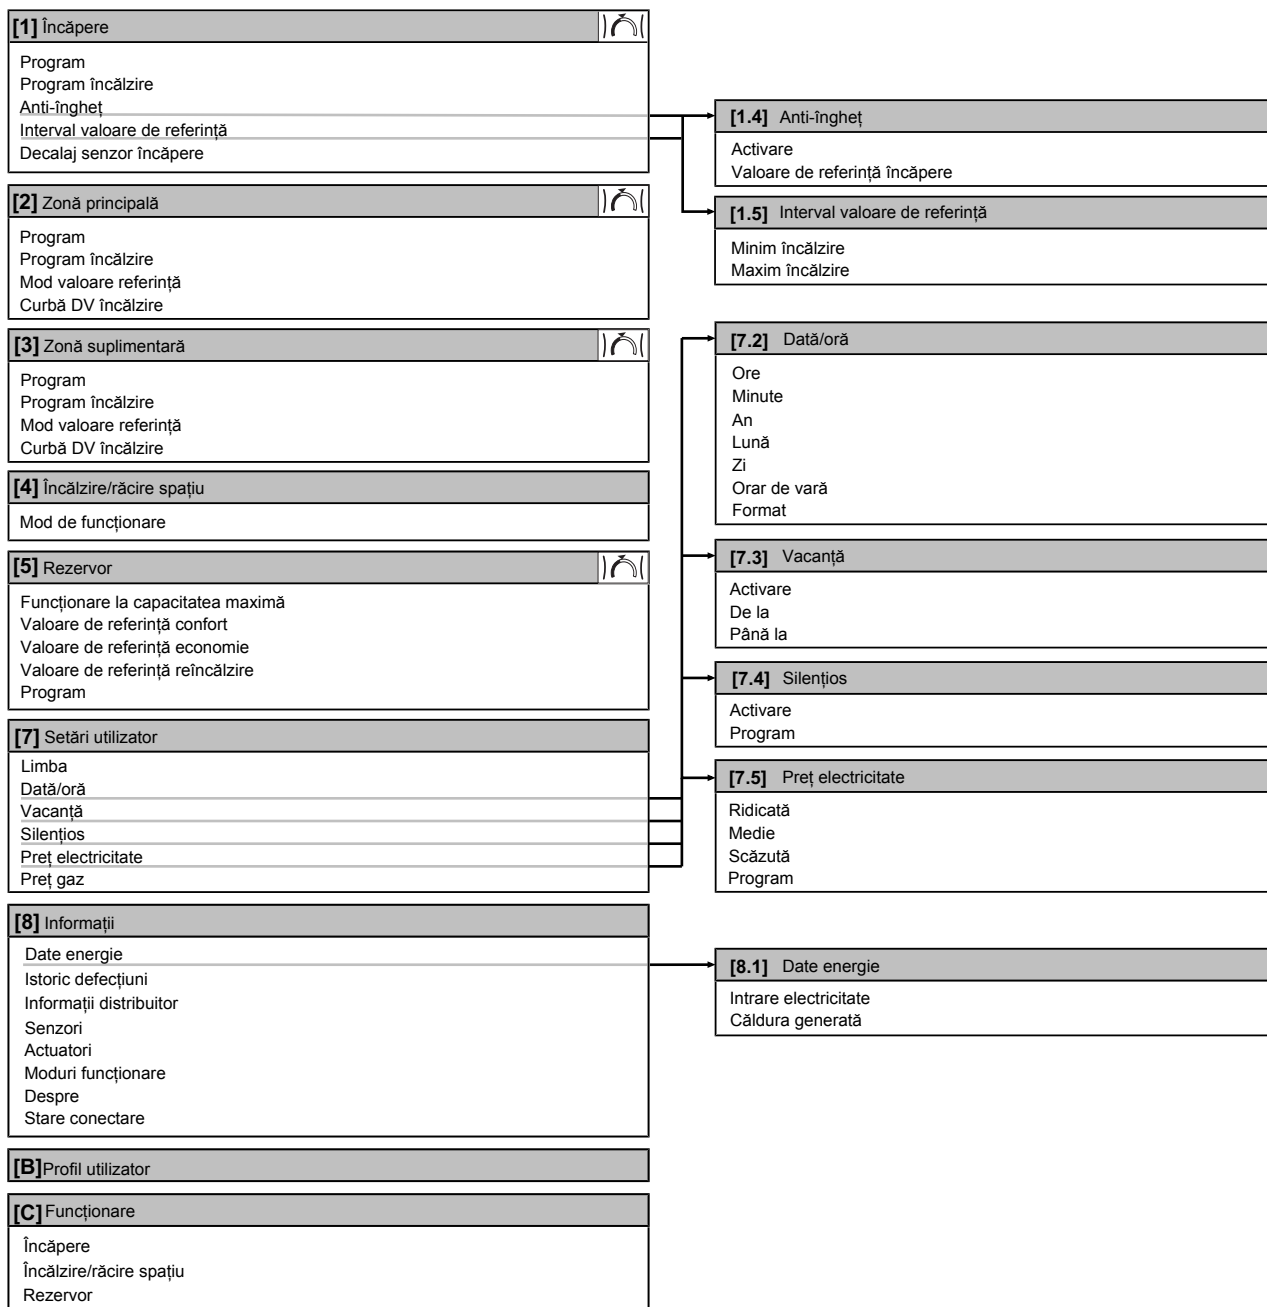 [1] Încăpere
Program
Program încălzire
Anti-îngheț
Interval valoare de referință
Decalaj senzor încăpere
[2] Zonă principală
Program
Program încălzire
Mod valoare referință
Curbă DV încălzire
[3] Zonă suplimentară
Program
Program încălzire
Mod valoare referință
Curbă DV încălzire
[4] Încălzire/răcire spațiu
Mod de funcționare
[5] Rezervor
Funcționare la capacitatea maximă
Valoare de referință confort
Valoare de referință economie
Valoare de referință reîncălzire
Program
[7] Setări utilizator
Limba
Dată/oră
Vacanță
Silențios
Preț electricitate
Preț gaz
[8] Informații
Date energie
Istoric defecțiuni
Informații distribuitor
Senzori
Actuatori
Moduri funcționare
Despre
Stare conectare
[B] Profil utilizator
[C] Funcționare
Încăpere
Încălzire/răcire spațiu
Rezervor
[1.4] Anti-îngheț
Activare
Valoare de referință încăpere
[1.5] Interval valoare de referință
Minim încălzire
Maxim încălzire
[7.2] Dată/oră
Ore
Minute
An
Lună
Zi
Orar de vară
Format
[7.3] Vacanță
Activare
De la
Până la
[7.4] Silențios
Activare
Program
[7.5] Preț electricitate
Ridicată
Medie
Scăzută
Program
[8.1] Date energie
Intrare electricitate
Căldura generată